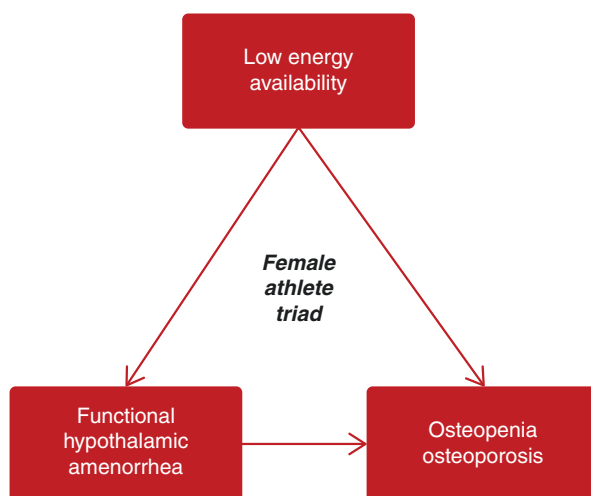 Low energy
availability
Female
athlete
triad
Functional
hypothalamic
amenorrhea
Osteopenia
osteoporosis